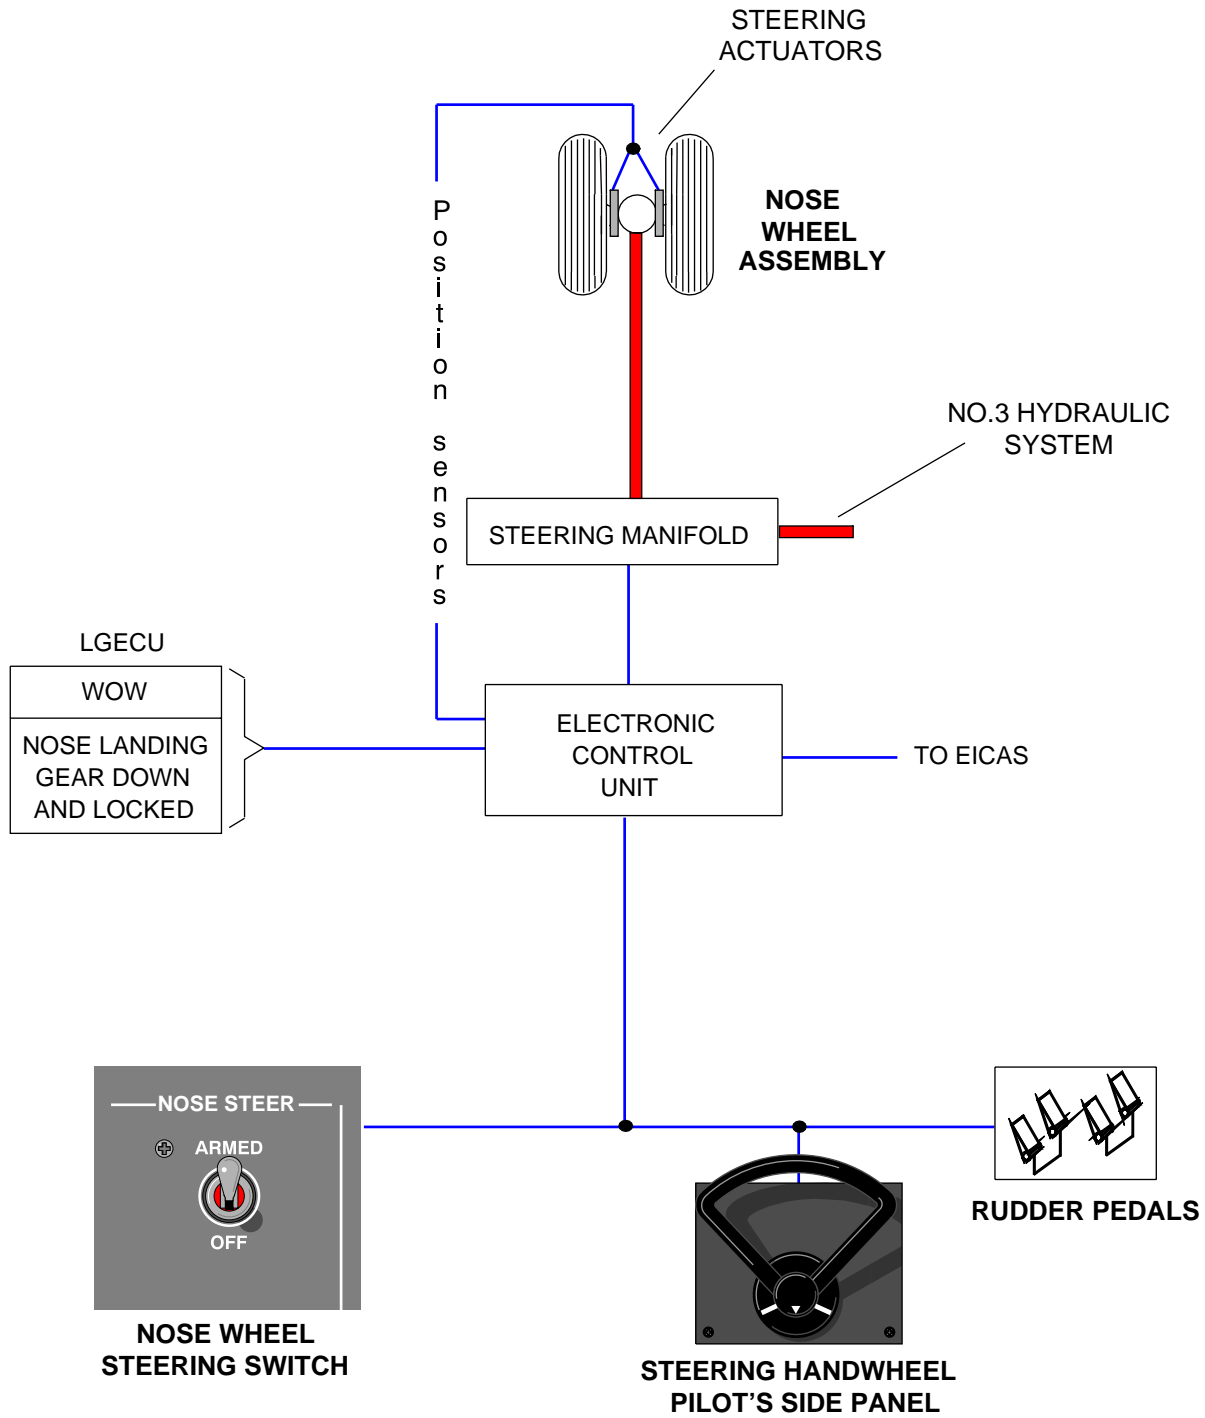 STEERING
ACTUATORS
NOSE
WHEEL
ASSEMBLY
Position sensors
NO.3 HYDRAULIC
SYSTEM
STEERING MANIFOLD
LGECU
WOW
NOSE LANDING
GEAR DOWN
AND LOCKED
ELECTRONIC
CONTROL
UNIT
TO EICAS
NOSE STEER
ARMED
OFF
NOSE WHEEL
STEERING SWITCH
STEERING HANDWHEEL
PILOT'S SIDE PANEL
RUDDER PEDALS